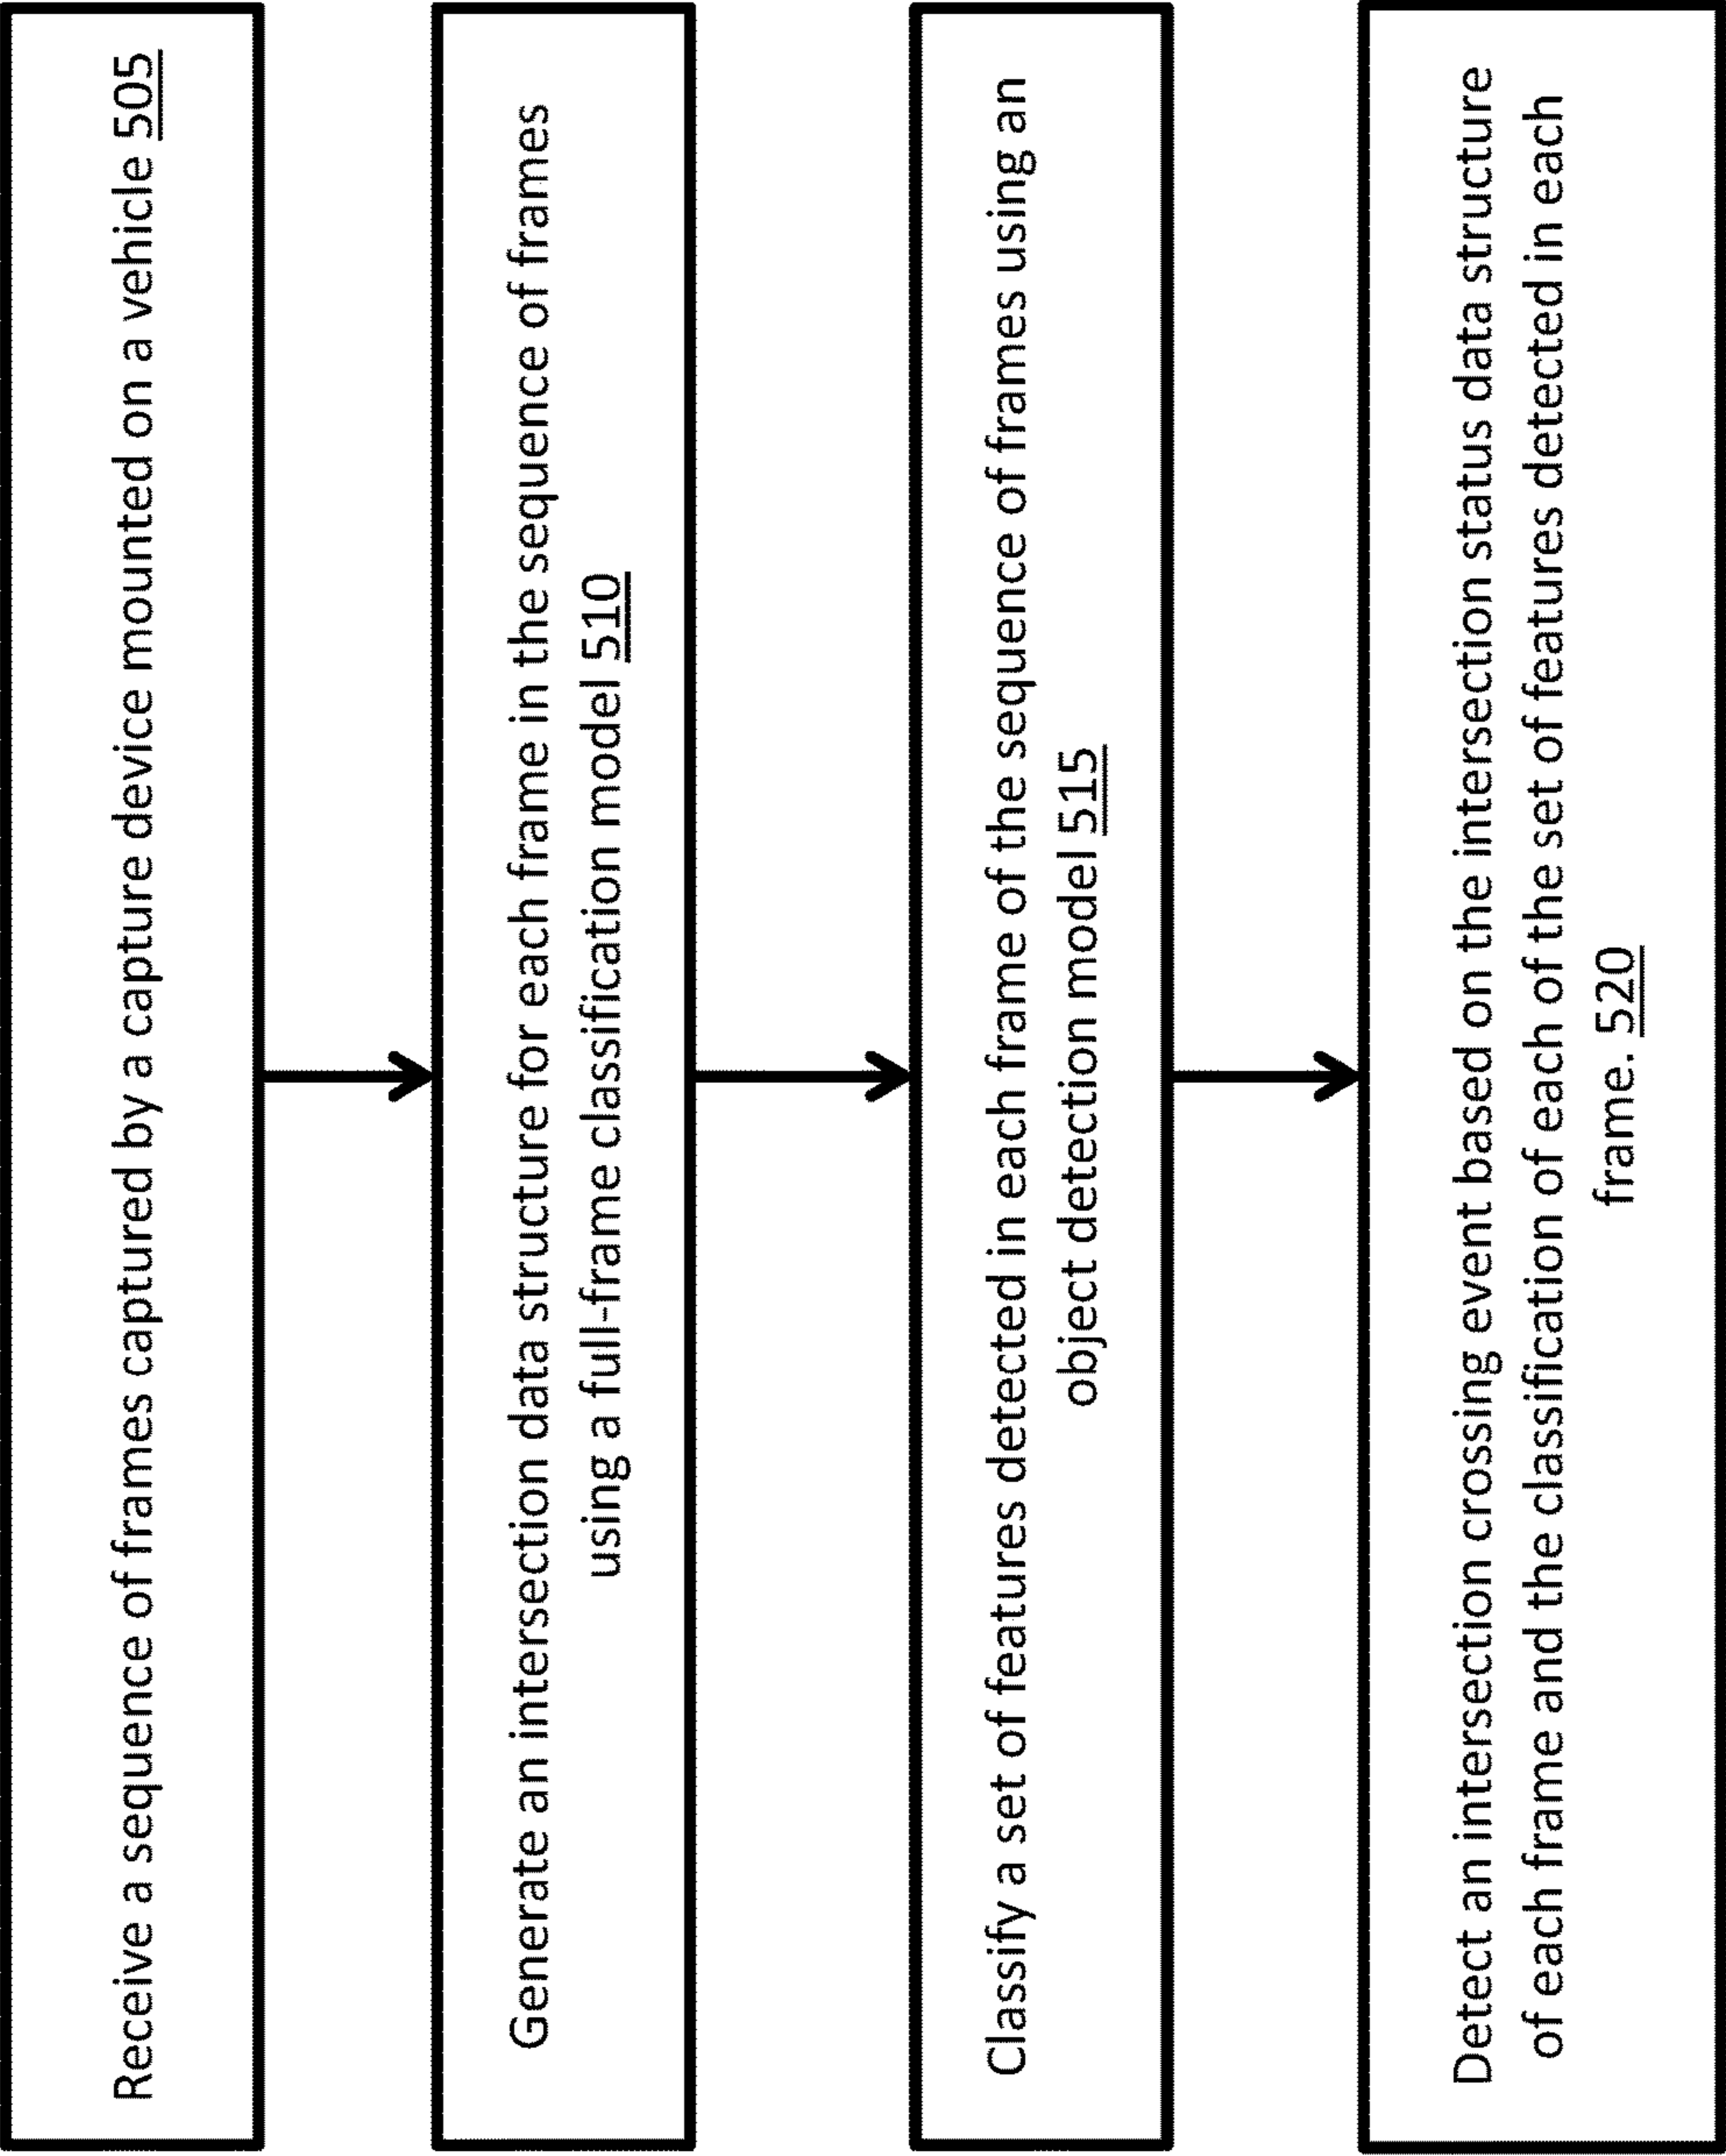 Receive a sequence of frames captured by a capture device mounted on a vehicle 505
Generate an intersection data structure for each frame in the sequence of frames
using a full-frame classification model 510
Classify a set of features detected in each frame of the sequence of frames using an
object detection model 515
Detect an intersection crossing event based on the intersection status data structure
of each frame and the classification of each of the set of features detected in each
frame. 520